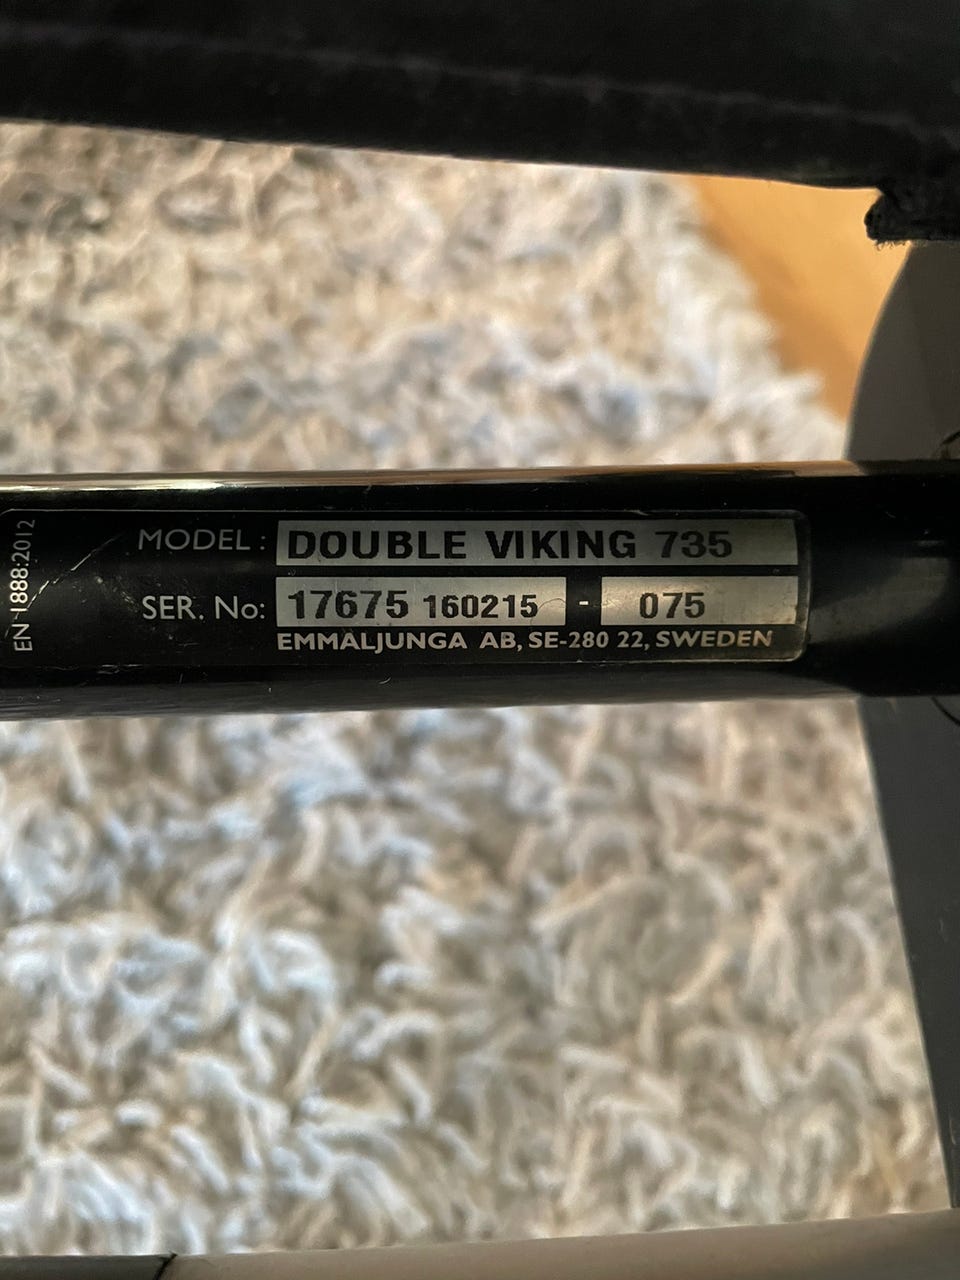 EN 1888:2012
MODEL: DOUBLE VIKING 735
SER. No: 17675 160215 - 075
EMMALJUNGA AB, SE-280 22, SWEDEN